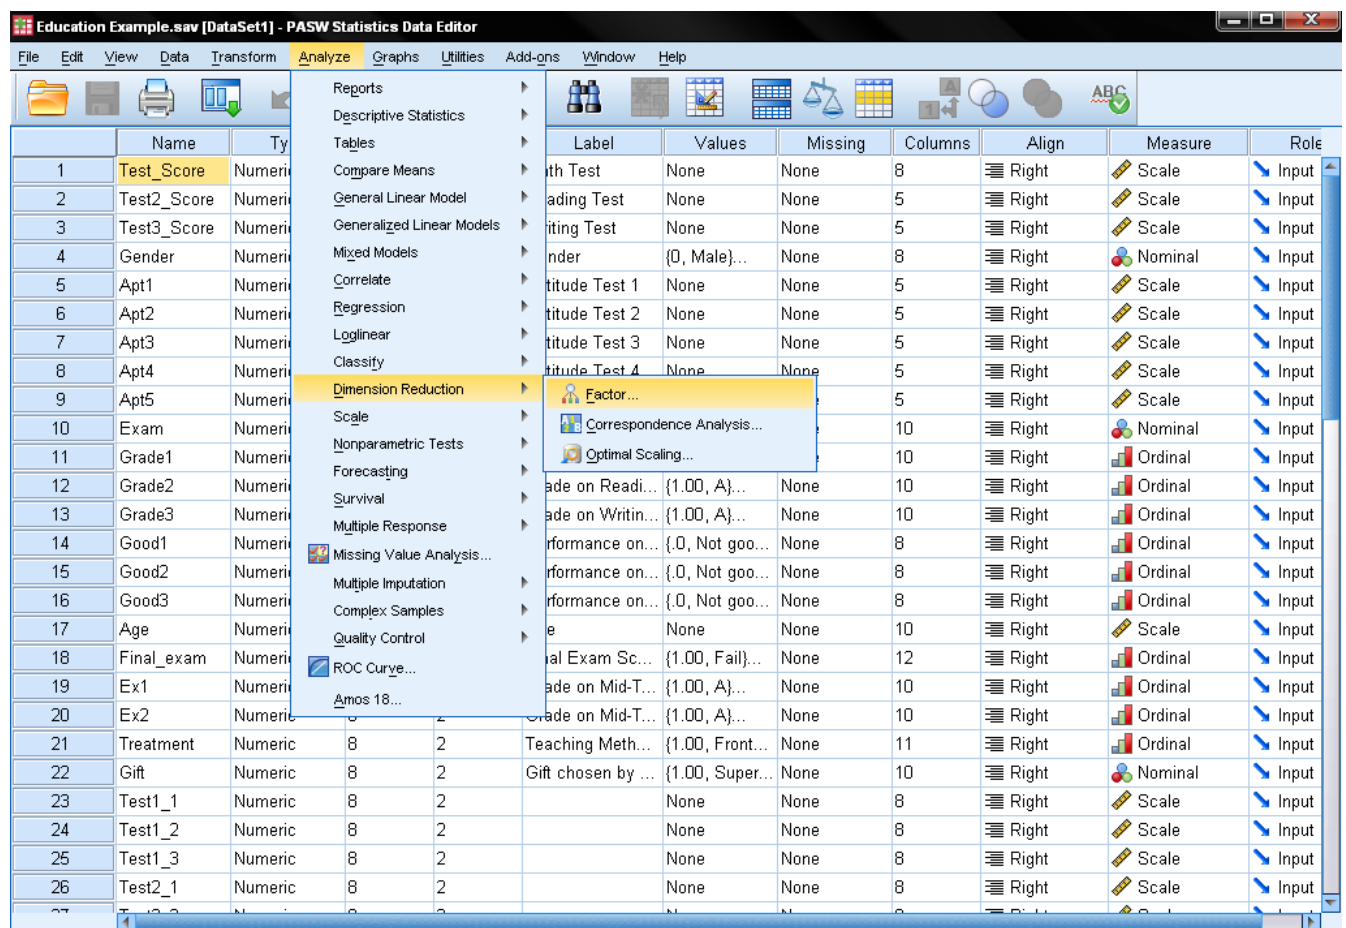 Education Example.sav [DataSet1] - PASW Statistics Data Editor
File Edit View Data Transform Analyze Graphs Utilities Add-ons Window Help
A
1
ABC
Name Ty Label Values Missing Columns Align Measure Role
Reports
Descriptive Statistics
Tables
Compare Means
General Linear Model
Generalized Linear Models
Mixed Models
Correlate
Regression
Loglinear
Classify
Dimension Reduction
Scale
Nonparametric Tests
Forecasting
Survival
Multiple Response
Missing Value Analysis...
Multiple Imputation
Complex Samples
Quality Control
ROC Curve...
Amos 18...
Factor...
Correspondence Analysis...
Optimal Scaling...
1 Test_Score Numeri th Test None None 8 Right Scale Input
2 Test2_Score Numeri ading Test None None 5 Right Scale Input
3 Test3_Score Numeri iting Test None None 5 Right Scale Input
4 Gender Numeri nder {0, Male}... None 8 Right Nominal Input
5 Apt1 Numeri titude Test 1 None None 5 Right Scale Input
6 Apt2 Numeri titude Test 2 None None 5 Right Scale Input
7 Apt3 Numeri titude Test 3 None None 5 Right Scale Input
8 Apt4 Numeri titude Test 4 None None 5 Right Scale Input
9 Apt5 Numeri 5 Right Scale Input
10 Exam Numeri 10 Right Nominal Input
11 Grade1 Numeri 10 Right Ordinal Input
12 Grade2 Numeri ade on Readi... {1.00, A}... None 10 Right Ordinal Input
13 Grade3 Numeri ade on Writin... {1.00, A}... None 10 Right Ordinal Input
14 Good1 Numeri rformance on... {.0, Not goo... None 8 Right Ordinal Input
15 Good2 Numeri rformance on... {.0, Not goo... None 8 Right Ordinal Input
16 Good3 Numeri rformance on... {.0, Not goo... None 8 Right Ordinal Input
17 Age Numeri e None None 10 Right Scale Input
18 Final_exam Numeri al Exam Sc... {1.00, Fail}... None 12 Right Ordinal Input
19 Ex1 Numeri ade on Mid-T... {1.00, A}... None 10 Right Ordinal Input
20 Ex2 Numeric 8 2 Grade on Mid-T... {1.00, A}... None 10 Right Ordinal Input
21 Treatment Numeric 8 2 Teaching Meth... {1.00, Front... None 11 Right Ordinal Input
22 Gift Numeric 8 2 Gift chosen by ... {1.00, Super... None 10 Right Nominal Input
23 Test1_1 Numeric 8 2 None None 8 Right Scale Input
24 Test1_2 Numeric 8 2 None None 8 Right Scale Input
25 Test1_3 Numeric 8 2 None None 8 Right Scale Input
26 Test2_1 Numeric 8 2 None None 8 Right Scale Input